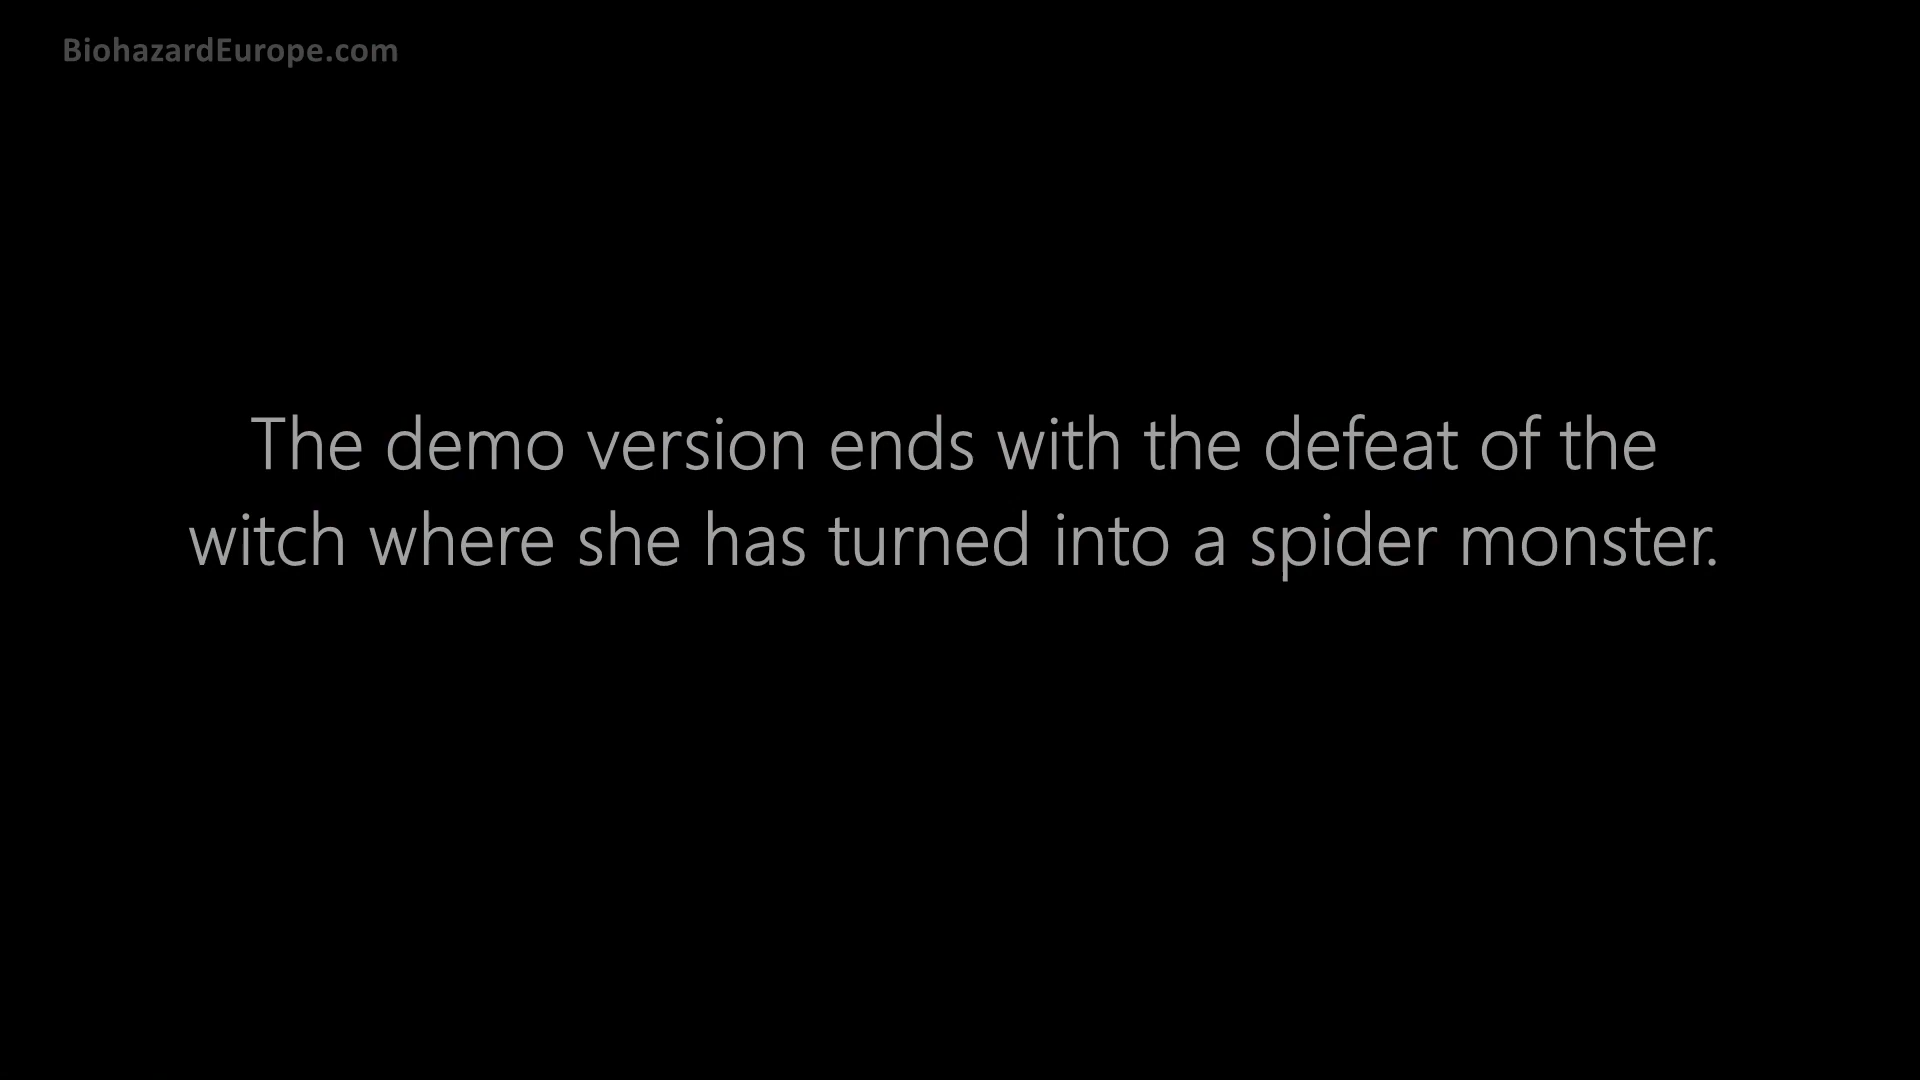 BiohazardEurope.com
The demo version ends with the defeat of the
witch where she has turned into a spider monster.